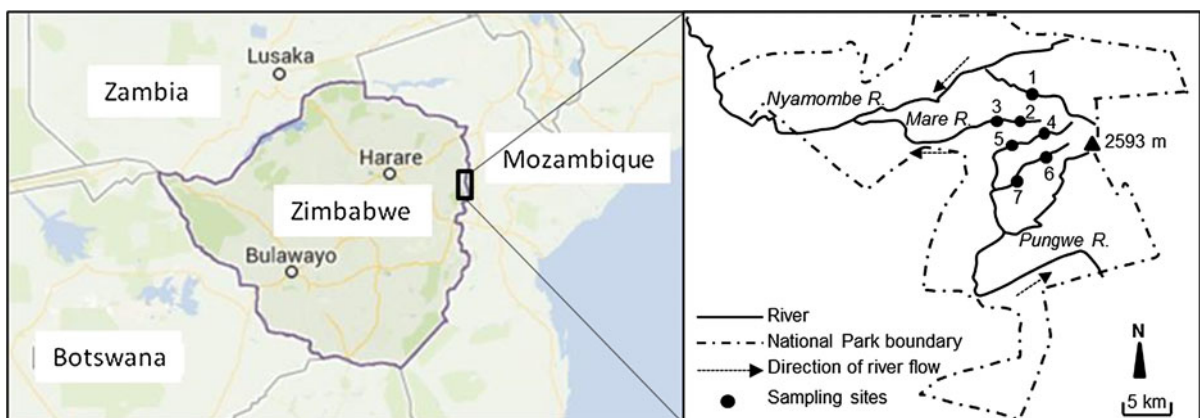 Lusaka
Zambia
Harare
Mozambique
Zimbabwe
Bulawayo
Botswana
1
Nyamombe R.
3
2
4
Mare R.
5
2593 m
6
7
Pungwe R.
River
National Park boundary
Direction of river flow
Sampling sites
N
5 km